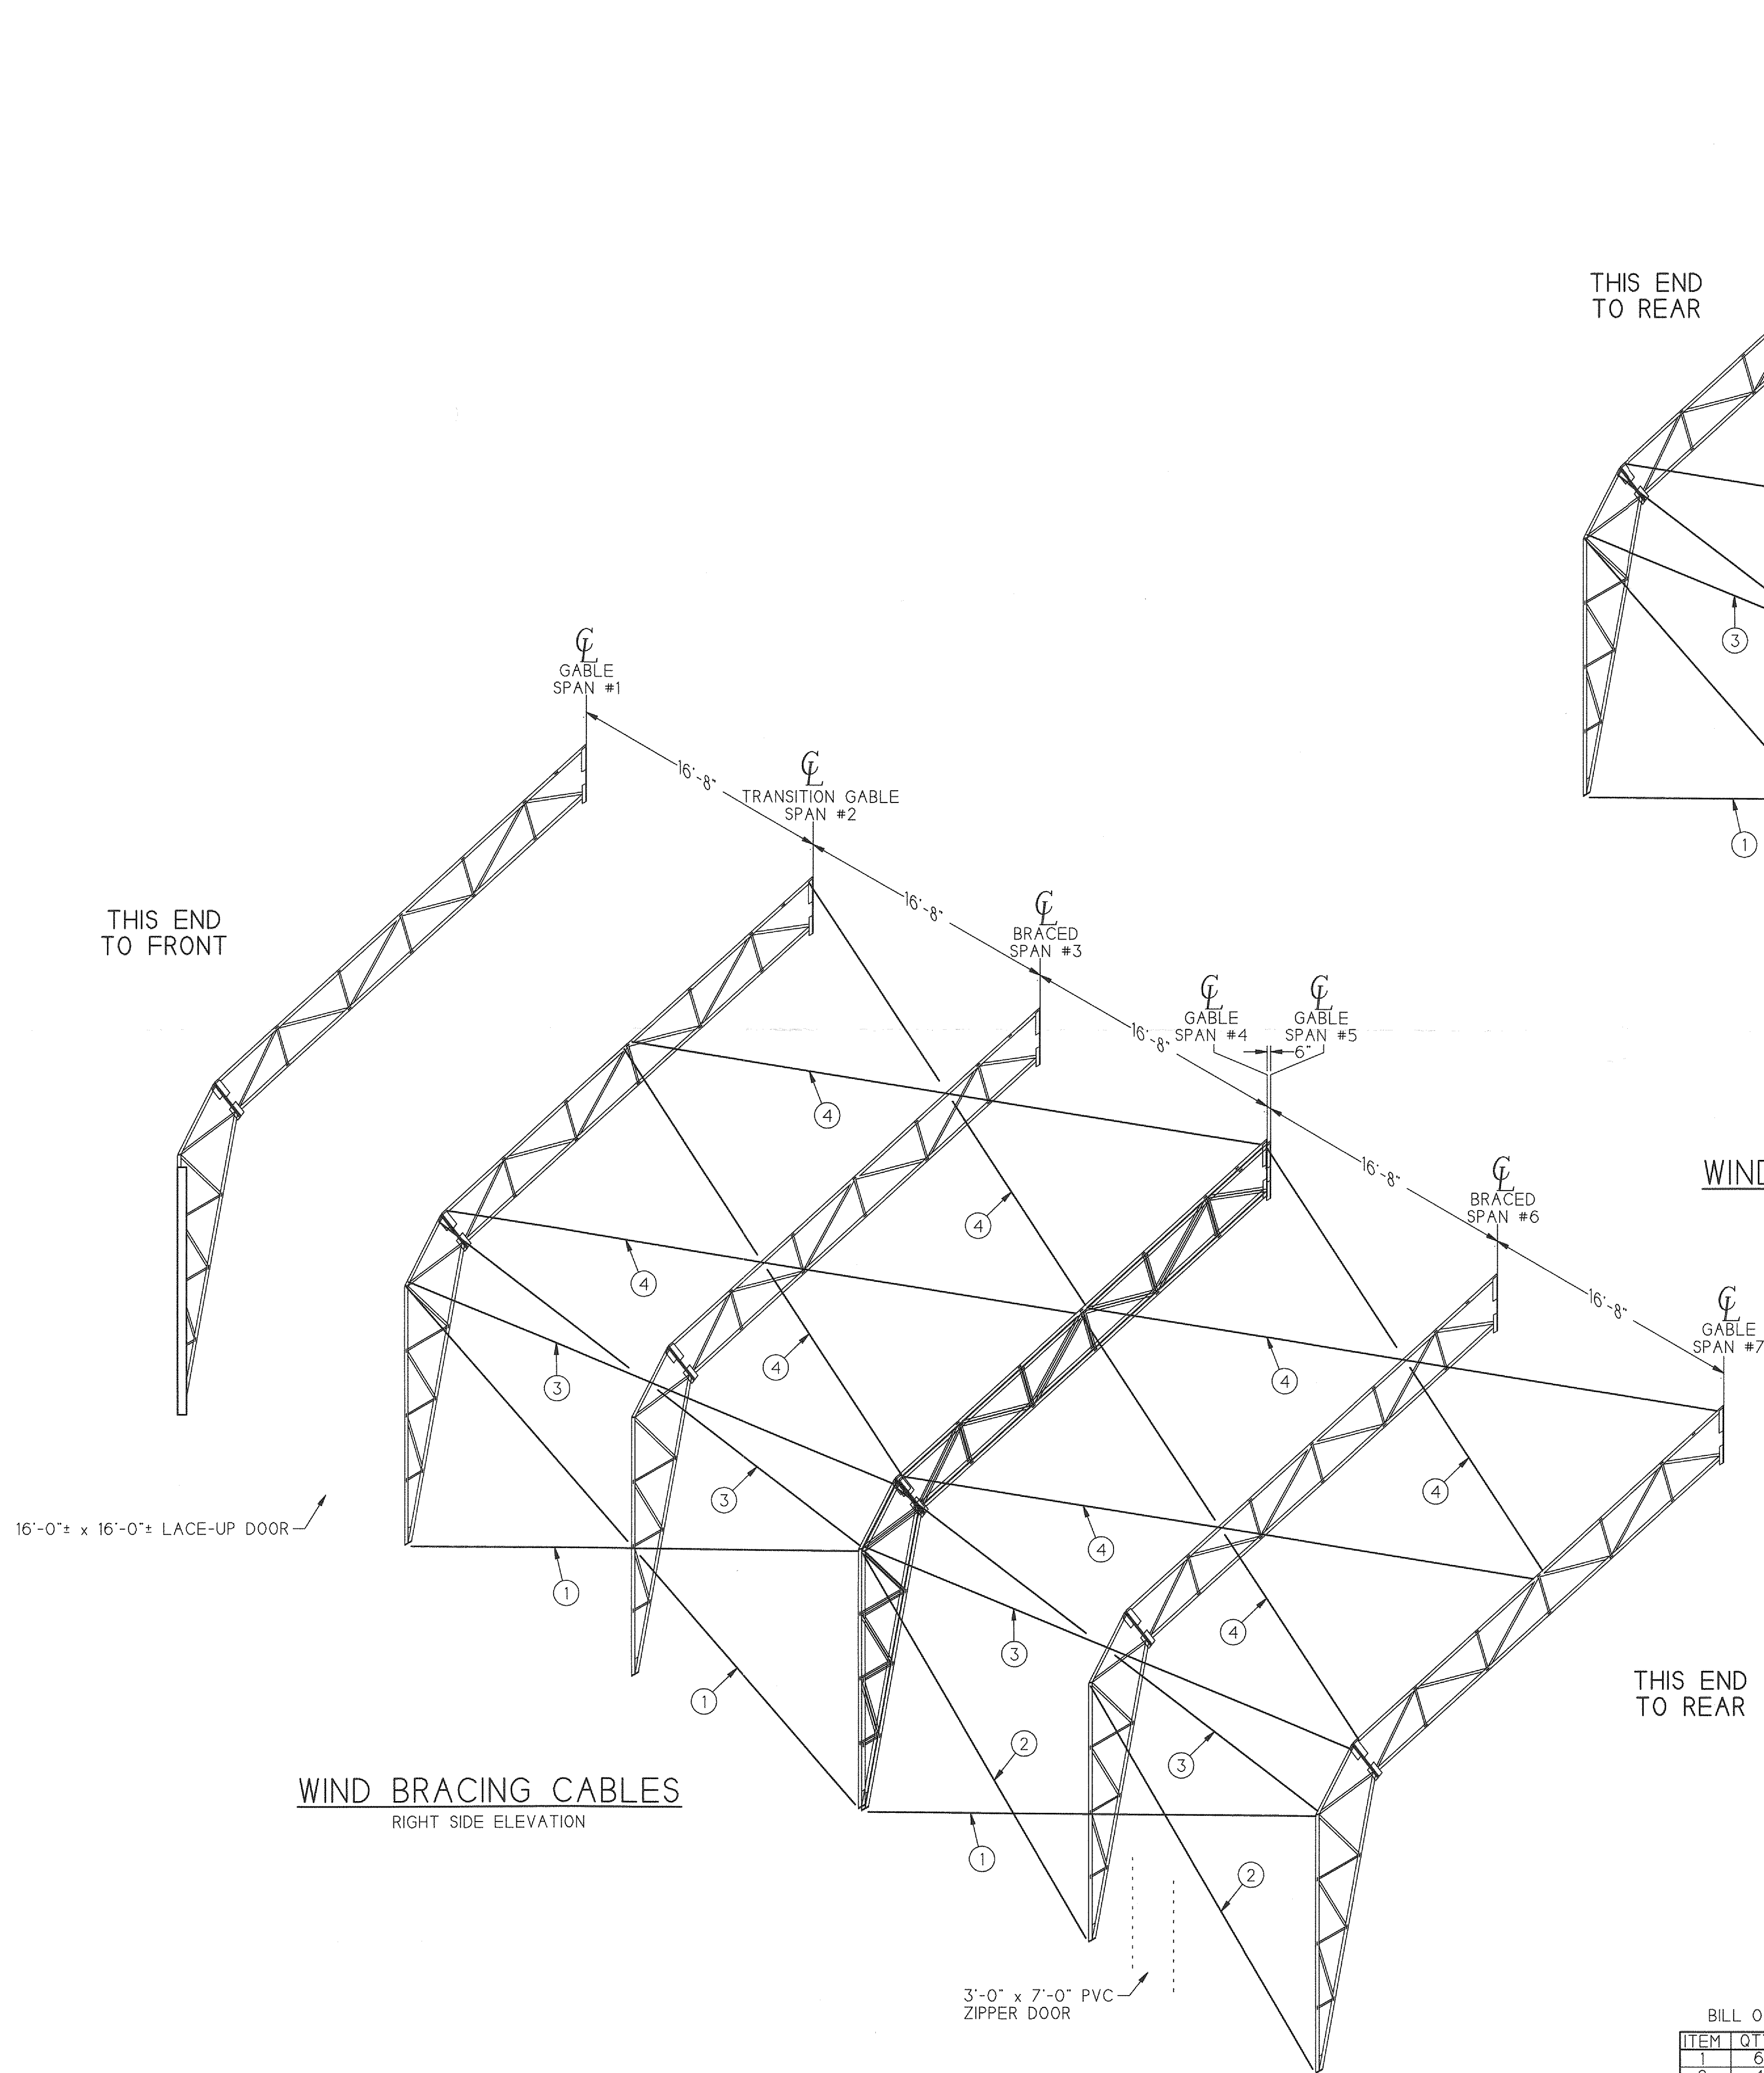 THIS END
TO REAR
3
1
WIND
℄
GABLE
SPAN #1
16'-8"
℄
TRANSITION GABLE
SPAN #2
16'-8"
℄
BRACED
SPAN #3
16'-8"
℄
GABLE
SPAN #4
℄
GABLE
SPAN #5
6"
16'-8"
℄
BRACED
SPAN #6
16'-8"
℄
GABLE
SPAN #7
THIS END
TO FRONT
4
4
4
4
4
3
3
4
4
4
3
3
1
1
2
1
2
16'-0"± x 16'-0"± LACE-UP DOOR
THIS END
TO REAR
WIND BRACING CABLES
RIGHT SIDE ELEVATION
3'-0" x 7'-0" PVC
ZIPPER DOOR
BILL O
ITEM QT
1 6